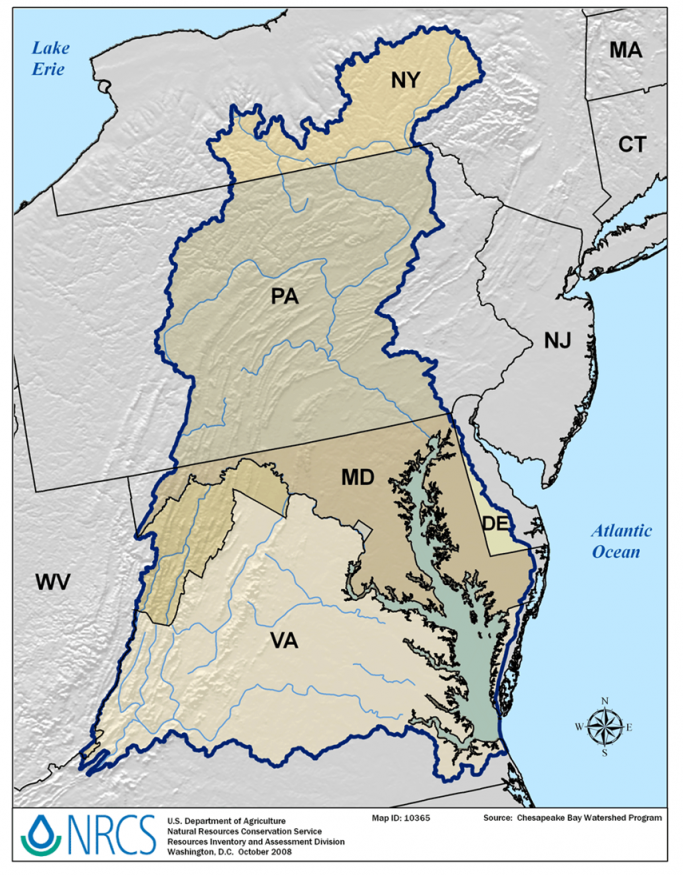 Lake
Erie
MA
NY
CT
PA
NJ
MD
DE
Atlantic
Ocean
WV
VA
N
W
E
S
NRCS
U.S. Department of Agriculture
Natural Resources Conservation Service
Resources Inventory and Assessment Division
Washington, D.C. October 2008
Map ID: 10365
Source: Chesapeake Bay Watershed Program